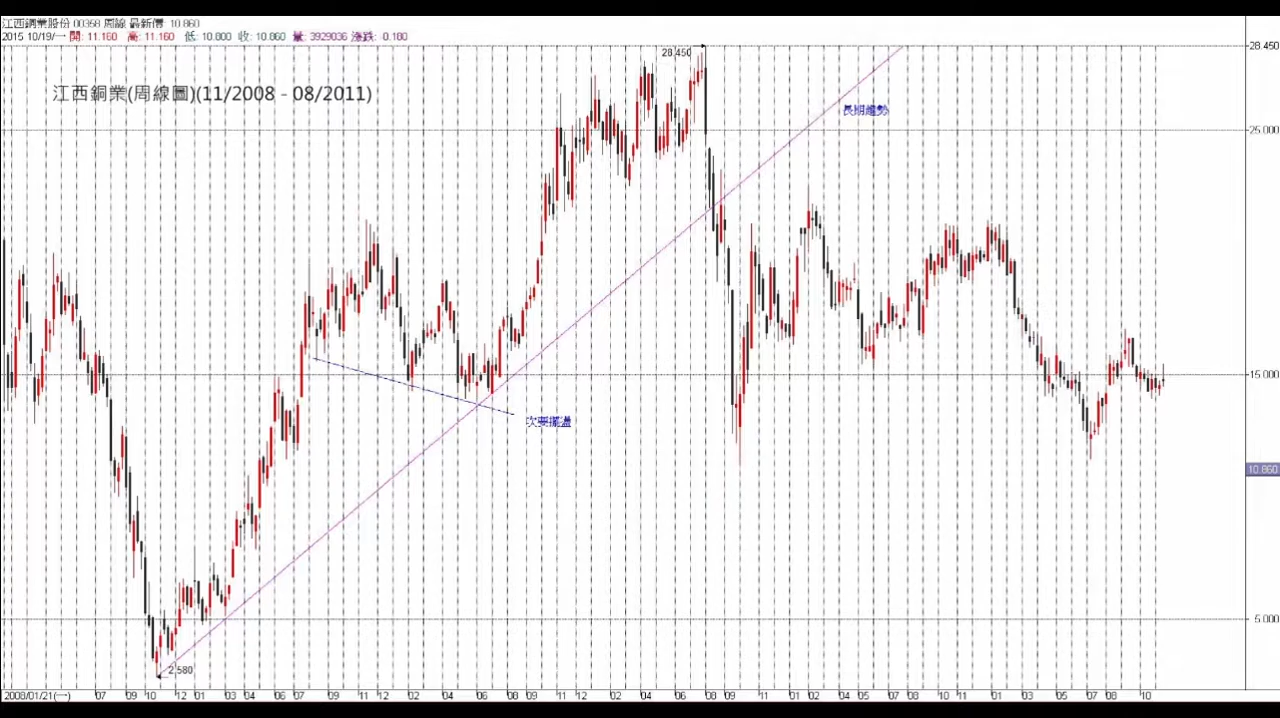 江西銅業股份 00358 周線 最新價 10.860
2015 10/19/一 開: 11.160 高: 11.160 低: 10.800 收: 10.860 量: 3929036 漲跌: -0.180
28.450 28.450
江西銅業(周線圖)(11/2008 - 08/2011)
長期趨勢
25.000
15.000
次要擺盪
10.860
5.000
2.580
2008/01/21(一) 07 09 10 12 01 03 04 06 07 09 11 12 02 04 06 08 09 11 12 02 04 06 08 09 11 01 02 04 05 07 08 10 11 01 03 05 07 08 10